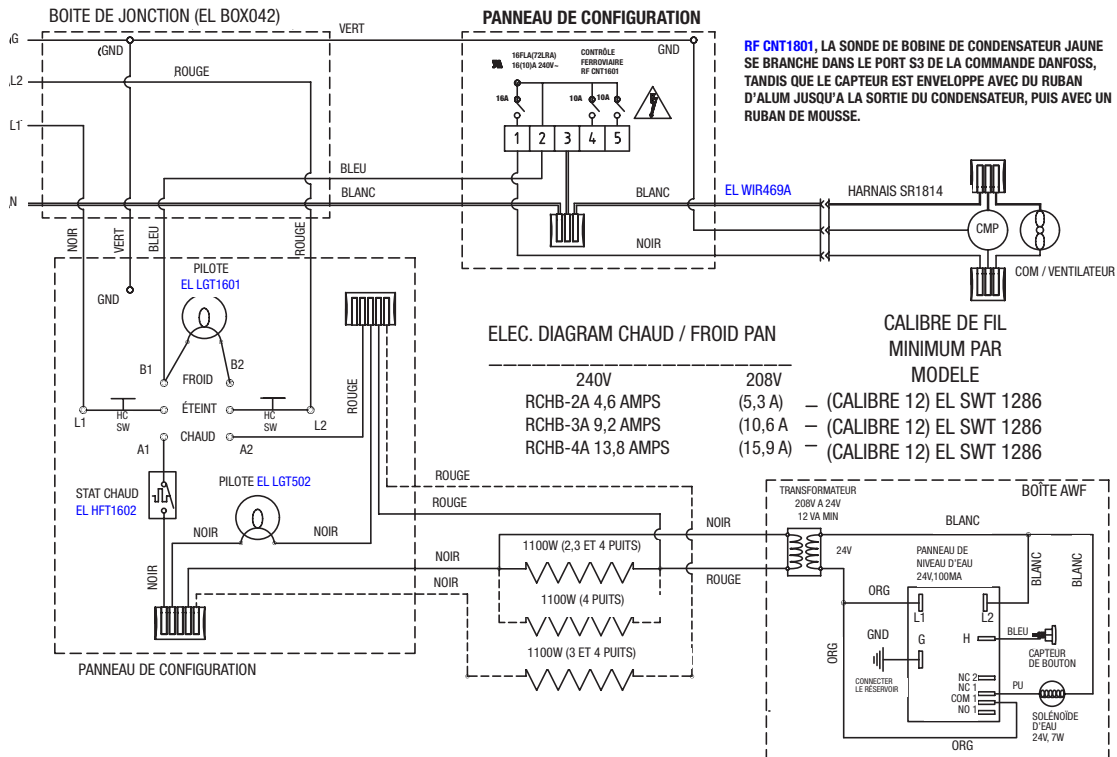 BOITE DE JONCTION (EL BOX042)
PANNEAU DE CONFIGURATION
G
(GND
VERT
GND
L2
ROUGE
L1
N
16FLA(72LRA)
16(10)A 240V~
CONTRÔLE
FERROVIAIRE
RF CNT1601
16A
10A
10A
1 2 3 4 5
RF CNT1801, LA SONDE DE BOBINE DE CONDENSATEUR JAUNE
SE BRANCHE DANS LE PORT S3 DE LA COMMANDE DANFOSS,
TANDIS QUE LE CAPTEUR EST ENVELOPPE AVEC DU RUBAN
D'ALUM JUSQU'A LA SORTIE DU CONDENSATEUR, PUIS AVEC UN
RUBAN DE MOUSSE.
BLEU
BLANC
BLANC
EL WIR469A
HARNAIS SR1814
NOIR
CMP
COM / VENTILATEUR
NOIR
VERT
BLEU
ROUGE
GND
PILOTE
EL LGT1601
B1
B2
FROID
ÉTEINT
CHAUD
L1
HC
SW
HC
SW
L2
A1
A2
ROUGE
STAT CHAUD
EL HFT1602
PILOTE EL LGT502
NOIR
NOIR
NOIR
PANNEAU DE CONFIGURATION
ELEC. DIAGRAM CHAUD / FROID PAN
CALIBRE DE FIL
MINIMUM PAR
MODELE
240V
208V
RCHB-2A 4,6 AMPS (5,3 A) – (CALIBRE 12) EL SWT 1286
RCHB-3A 9,2 AMPS (10,6 A – (CALIBRE 12) EL SWT 1286
RCHB-4A 13,8 AMPS (15,9 A) – (CALIBRE 12) EL SWT 1286
ROUGE
ROUGE
NOIR
NOIR
1100W (2,3 ET 4 PUITS)
1100W (4 PUITS)
1100W (3 ET 4 PUITS)
NOIR
ROUGE
TRANSFORMATEUR
208V A 24V
12 VA MIN
24V
BOÎTE AWF
BLANC
BLANC
BLANC
PANNEAU DE
NIVEAU D'EAU
24V,100MA
ORG
ORG
L1
L2
GND
G
H
BLEU
CAPTEUR
DE BOUTON
CONNECTER
LE RÉSERVOIR
NC 2
NC 1
COM 1
NO 1
PU
SOLÉNOÏDE
D'EAU
24V, 7W
ORG